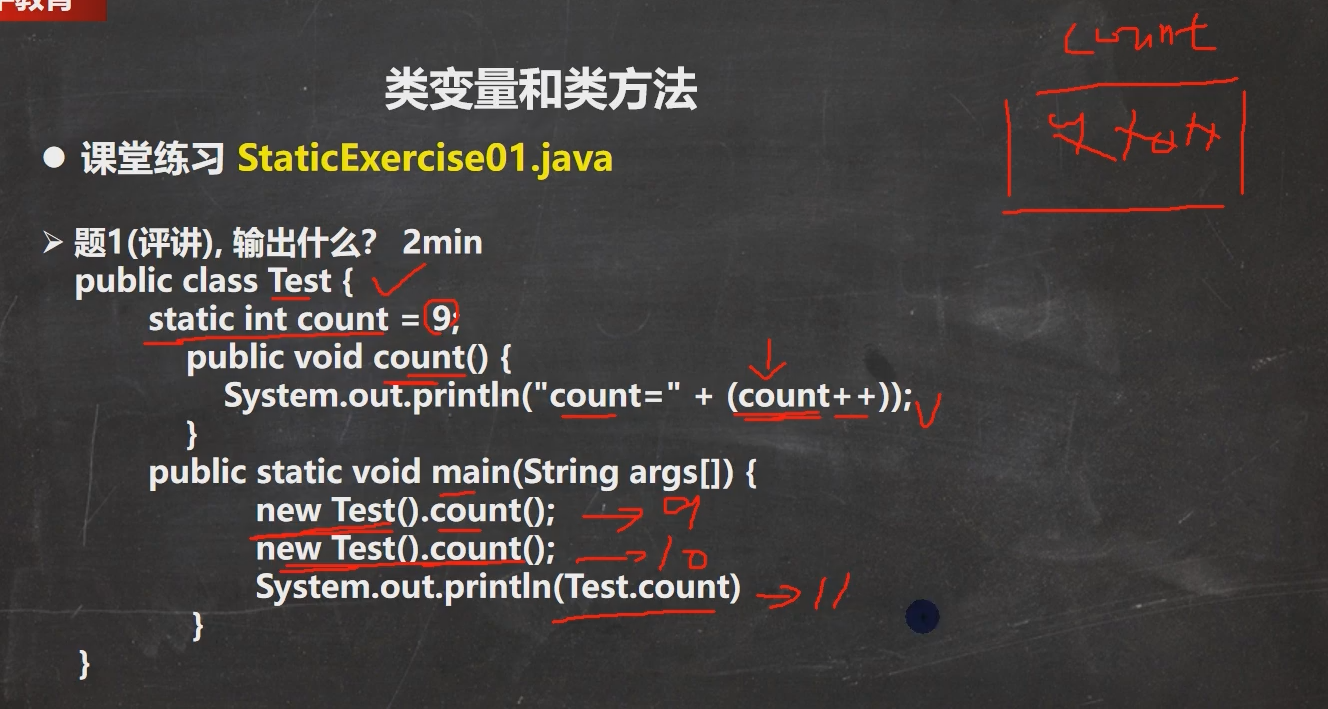 教育
count
类变量和类方法
● 课堂练习 StaticExercise01.java
➢ 题1(评讲), 输出什么? 2min
public class Test {
static int count = 9;
public void count() {
System.out.println("count=" + (count++));
}
public static void main(String args[]) {
new Test().count(); → 9
new Test().count(); → 10
System.out.println(Test.count) → 11
}
}